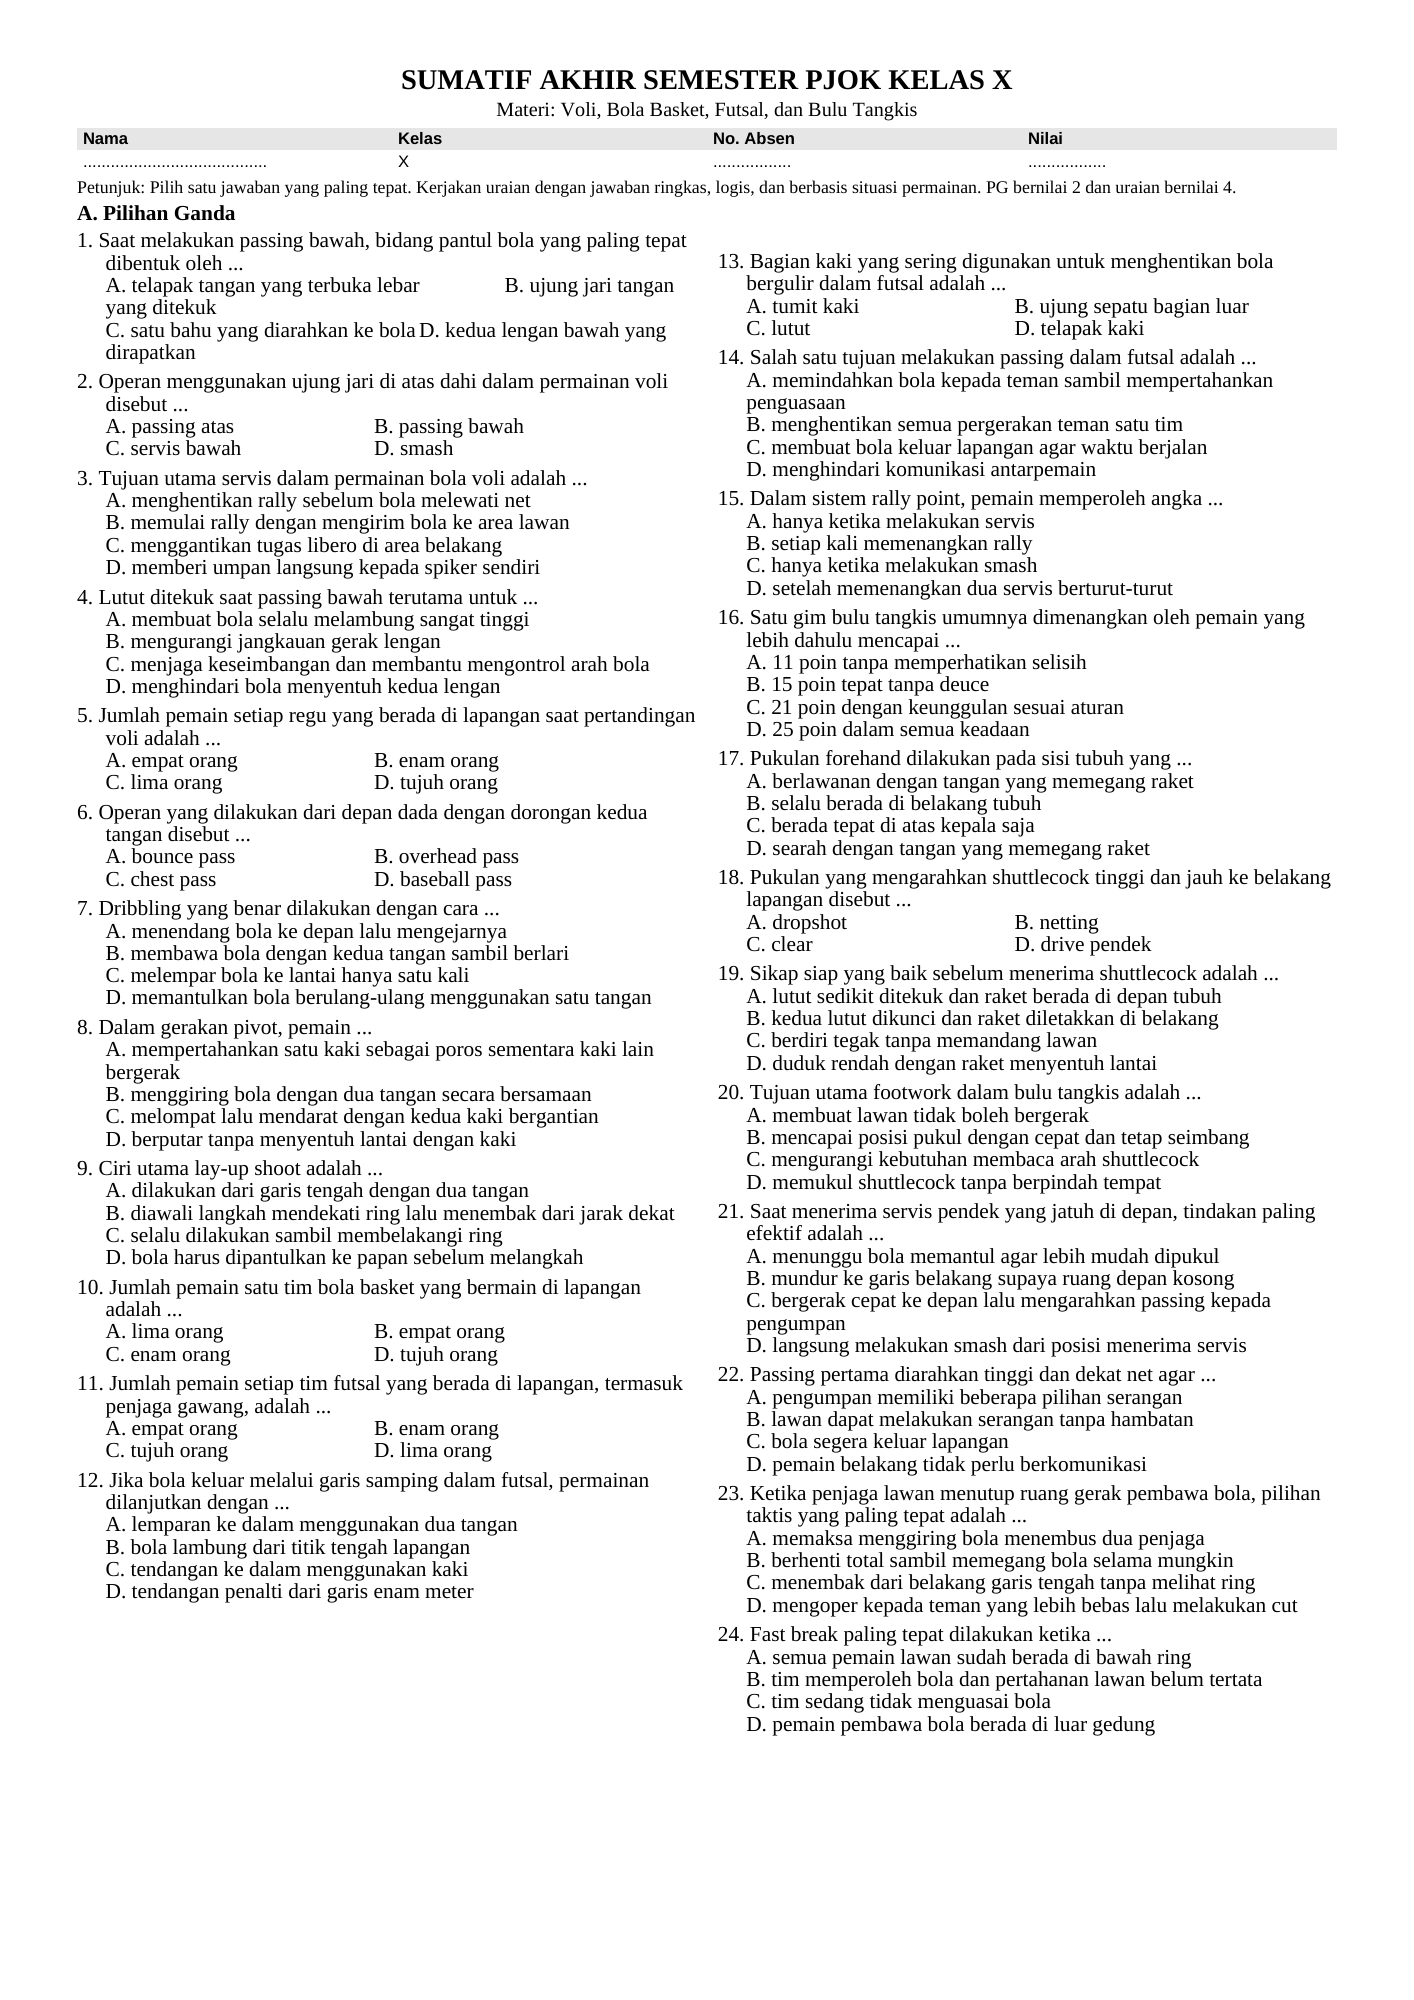 SUMATIF AKHIR SEMESTER PJOK KELAS X
Materi: Voli, Bola Basket, Futsal, dan Bulu Tangkis
Nama Kelas No. Absen Nilai
........................................ X ................. .................
Petunjuk: Pilih satu jawaban yang paling tepat. Kerjakan uraian dengan jawaban ringkas, logis, dan berbasis situasi permainan. PG bernilai 2 dan uraian bernilai 4.
A. Pilihan Ganda
1. Saat melakukan passing bawah, bidang pantul bola yang paling tepat
dibentuk oleh ...
A. telapak tangan yang terbuka lebar B. ujung jari tangan
yang ditekuk
C. satu bahu yang diarahkan ke bola D. kedua lengan bawah yang
dirapatkan
2. Operan menggunakan ujung jari di atas dahi dalam permainan voli
disebut ...
A. passing atas B. passing bawah
C. servis bawah D. smash
3. Tujuan utama servis dalam permainan bola voli adalah ...
A. menghentikan rally sebelum bola melewati net
B. memulai rally dengan mengirim bola ke area lawan
C. menggantikan tugas libero di area belakang
D. memberi umpan langsung kepada spiker sendiri
4. Lutut ditekuk saat passing bawah terutama untuk ...
A. membuat bola selalu melambung sangat tinggi
B. mengurangi jangkauan gerak lengan
C. menjaga keseimbangan dan membantu mengontrol arah bola
D. menghindari bola menyentuh kedua lengan
5. Jumlah pemain setiap regu yang berada di lapangan saat pertandingan
voli adalah ...
A. empat orang B. enam orang
C. lima orang D. tujuh orang
6. Operan yang dilakukan dari depan dada dengan dorongan kedua
tangan disebut ...
A. bounce pass B. overhead pass
C. chest pass D. baseball pass
7. Dribbling yang benar dilakukan dengan cara ...
A. menendang bola ke depan lalu mengejarnya
B. membawa bola dengan kedua tangan sambil berlari
C. melempar bola ke lantai hanya satu kali
D. memantulkan bola berulang-ulang menggunakan satu tangan
8. Dalam gerakan pivot, pemain ...
A. mempertahankan satu kaki sebagai poros sementara kaki lain
bergerak
B. menggiring bola dengan dua tangan secara bersamaan
C. melompat lalu mendarat dengan kedua kaki bergantian
D. berputar tanpa menyentuh lantai dengan kaki
9. Ciri utama lay-up shoot adalah ...
A. dilakukan dari garis tengah dengan dua tangan
B. diawali langkah mendekati ring lalu menembak dari jarak dekat
C. selalu dilakukan sambil membelakangi ring
D. bola harus dipantulkan ke papan sebelum melangkah
10. Jumlah pemain satu tim bola basket yang bermain di lapangan
adalah ...
A. lima orang B. empat orang
C. enam orang D. tujuh orang
11. Jumlah pemain setiap tim futsal yang berada di lapangan, termasuk
penjaga gawang, adalah ...
A. empat orang B. enam orang
C. tujuh orang D. lima orang
12. Jika bola keluar melalui garis samping dalam futsal, permainan
dilanjutkan dengan ...
A. lemparan ke dalam menggunakan dua tangan
B. bola lambung dari titik tengah lapangan
C. tendangan ke dalam menggunakan kaki
D. tendangan penalti dari garis enam meter
13. Bagian kaki yang sering digunakan untuk menghentikan bola
bergulir dalam futsal adalah ...
A. tumit kaki B. ujung sepatu bagian luar
C. lutut D. telapak kaki
14. Salah satu tujuan melakukan passing dalam futsal adalah ...
A. memindahkan bola kepada teman sambil mempertahankan
penguasaan
B. menghentikan semua pergerakan teman satu tim
C. membuat bola keluar lapangan agar waktu berjalan
D. menghindari komunikasi antarpemain
15. Dalam sistem rally point, pemain memperoleh angka ...
A. hanya ketika melakukan servis
B. setiap kali memenangkan rally
C. hanya ketika melakukan smash
D. setelah memenangkan dua servis berturut-turut
16. Satu gim bulu tangkis umumnya dimenangkan oleh pemain yang
lebih dahulu mencapai ...
A. 11 poin tanpa memperhatikan selisih
B. 15 poin tepat tanpa deuce
C. 21 poin dengan keunggulan sesuai aturan
D. 25 poin dalam semua keadaan
17. Pukulan forehand dilakukan pada sisi tubuh yang ...
A. berlawanan dengan tangan yang memegang raket
B. selalu berada di belakang tubuh
C. berada tepat di atas kepala saja
D. searah dengan tangan yang memegang raket
18. Pukulan yang mengarahkan shuttlecock tinggi dan jauh ke belakang
lapangan disebut ...
A. dropshot B. netting
C. clear D. drive pendek
19. Sikap siap yang baik sebelum menerima shuttlecock adalah ...
A. lutut sedikit ditekuk dan raket berada di depan tubuh
B. kedua lutut dikunci dan raket diletakkan di belakang
C. berdiri tegak tanpa memandang lawan
D. duduk rendah dengan raket menyentuh lantai
20. Tujuan utama footwork dalam bulu tangkis adalah ...
A. membuat lawan tidak boleh bergerak
B. mencapai posisi pukul dengan cepat dan tetap seimbang
C. mengurangi kebutuhan membaca arah shuttlecock
D. memukul shuttlecock tanpa berpindah tempat
21. Saat menerima servis pendek yang jatuh di depan, tindakan paling
efektif adalah ...
A. menunggu bola memantul agar lebih mudah dipukul
B. mundur ke garis belakang supaya ruang depan kosong
C. bergerak cepat ke depan lalu mengarahkan passing kepada
pengumpan
D. langsung melakukan smash dari posisi menerima servis
22. Passing pertama diarahkan tinggi dan dekat net agar ...
A. pengumpan memiliki beberapa pilihan serangan
B. lawan dapat melakukan serangan tanpa hambatan
C. bola segera keluar lapangan
D. pemain belakang tidak perlu berkomunikasi
23. Ketika penjaga lawan menutup ruang gerak pembawa bola, pilihan
taktis yang paling tepat adalah ...
A. memaksa menggiring bola menembus dua penjaga
B. berhenti total sambil memegang bola selama mungkin
C. menembak dari belakang garis tengah tanpa melihat ring
D. mengoper kepada teman yang lebih bebas lalu melakukan cut
24. Fast break paling tepat dilakukan ketika ...
A. semua pemain lawan sudah berada di bawah ring
B. tim memperoleh bola dan pertahanan lawan belum tertata
C. tim sedang tidak menguasai bola
D. pemain pembawa bola berada di luar gedung